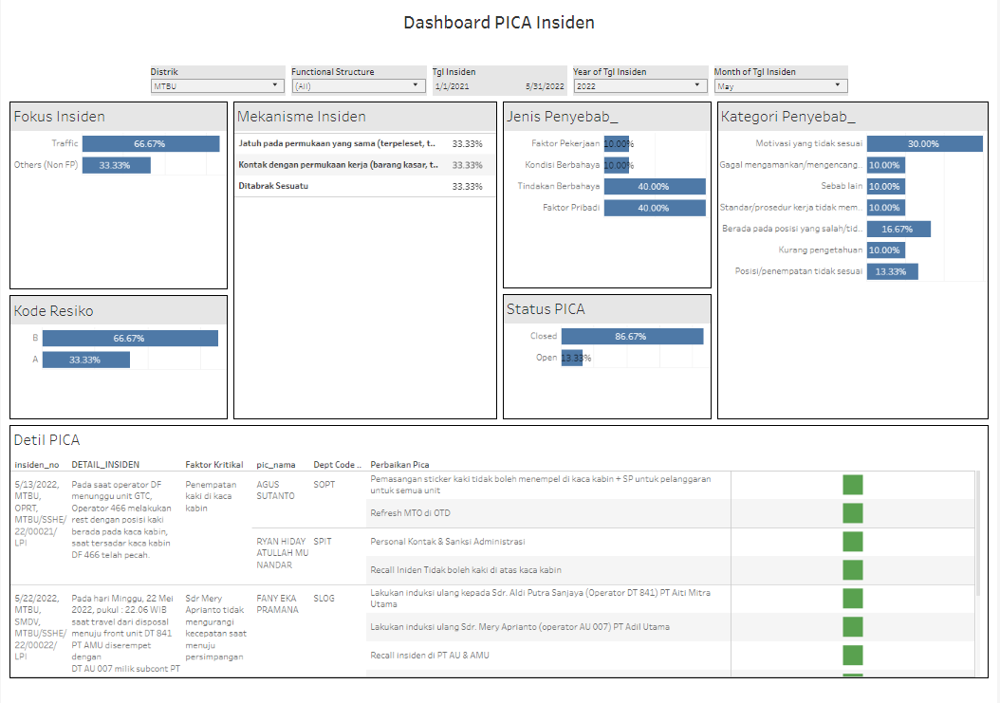 Dashboard PICA Insiden
Distrik
MTBU
Functional Structure
(All)
Tgl Insiden
1/1/2021 5/31/2022
Year of Tgl Insiden
2022
Month of Tgl Insiden
May
Fokus Insiden
Traffic 66.67%
Others (Non FP) 33.33%
Kode Resiko
B 66.67%
A 33.33%
Mekanisme Insiden
Jatuh pada permukaan yang sama (terpeleset, t.. 33.33%
Kontak dengan permukaan kerja (barang kasar, t.. 33.33%
Ditabrak Sesuatu 33.33%
Jenis Penyebab_
Faktor Pekerjaan 10.00%
Kondisi Berbahaya 10.00%
Tindakan Berbahaya 40.00%
Faktor Pribadi 40.00%
Status PICA
Closed 86.67%
Open 13.33%
Kategori Penyebab_
Motivasi yang tidak sesuai 30.00%
Gagal mengamankan/mengencang.. 10.00%
Sebab lain 10.00%
Standar/prosedur kerja tidak mem.. 10.00%
Berada pada posisi yang salah/tid.. 16.67%
Kurang pengetahuan 10.00%
Posisi/penempatan tidak sesuai 13.33%
Detil PICA
insiden_no DETAIL_INSIDEN Faktor Kritikal pic_nama Dept Code .. Perbaikan Pica
5/13/2022,
MTBU,
OPRT,
MTBU/SSHE/
22/00021/
LPI
Pada saat operator DF
menunggu unit GTC,
Operator 466 melakukan
rest dengan posisi kaki
berada pada kaca kabin,
saat tersadar kaca kabin
DF 466 telah pecah.
Penempatan
kaki di kaca
kabin
AGUS
SUTANTO
SOPT
Pemasangan sticker kaki tidak boleh menempel di kaca kabin + SP untuk pelanggaran
untuk semua unit
Refresh MTO di OTD
RYAN HIDAY
ATULLAH MU
NANDAR
SPIT
Personal Kontak & Sanksi Administrasi
Recall Iniden Tidak boleh kaki di atas kaca kabin
5/22/2022,
MTBU,
SMDV,
MTBU/SSHE/
22/00022/
LPI
Pada hari Minggu, 22 Mei
2022, pukul : 22.06 WIB
saat travel dari disposal
menuju front unit DT 841
PT AMU diserempet
dengan
DT AU 007 milik subcont PT
Sdr Mery
Aprianto tidak
mengurangi
kecepatan saat
menuju
persimpangan
FANY EKA
PRAMANA
SLOG
Lakukan induksi ulang kepada Sdr. Aldi Putra Sanjaya (Operator DT 841) PT Aiti Mitra
Utama
Lakukan induksi ulang Sdr. Mery Aprianto (operator AU 007) PT Adil Utama
Recall insiden di PT AU & AMU